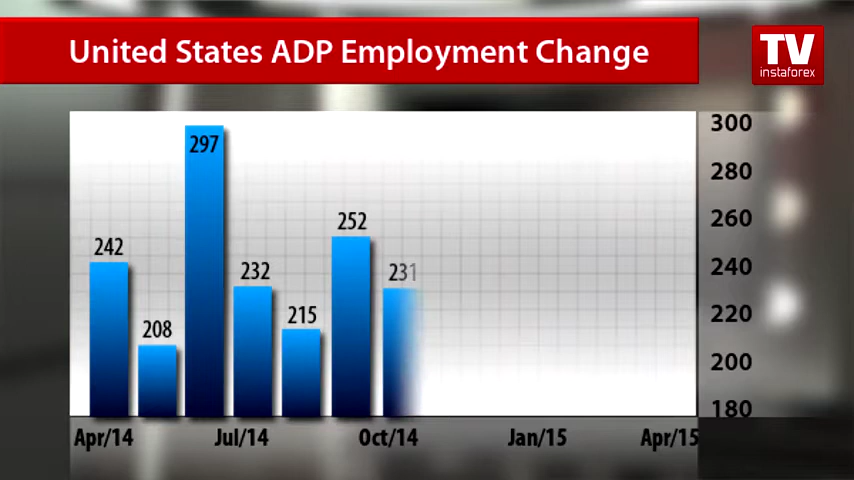 United States ADP Employment Change
TV
instaforex
300
280
260
240
220
200
180
242
208
297
232
215
252
231
Apr/14
Jul/14
Oct/14
Jan/15
Apr/15